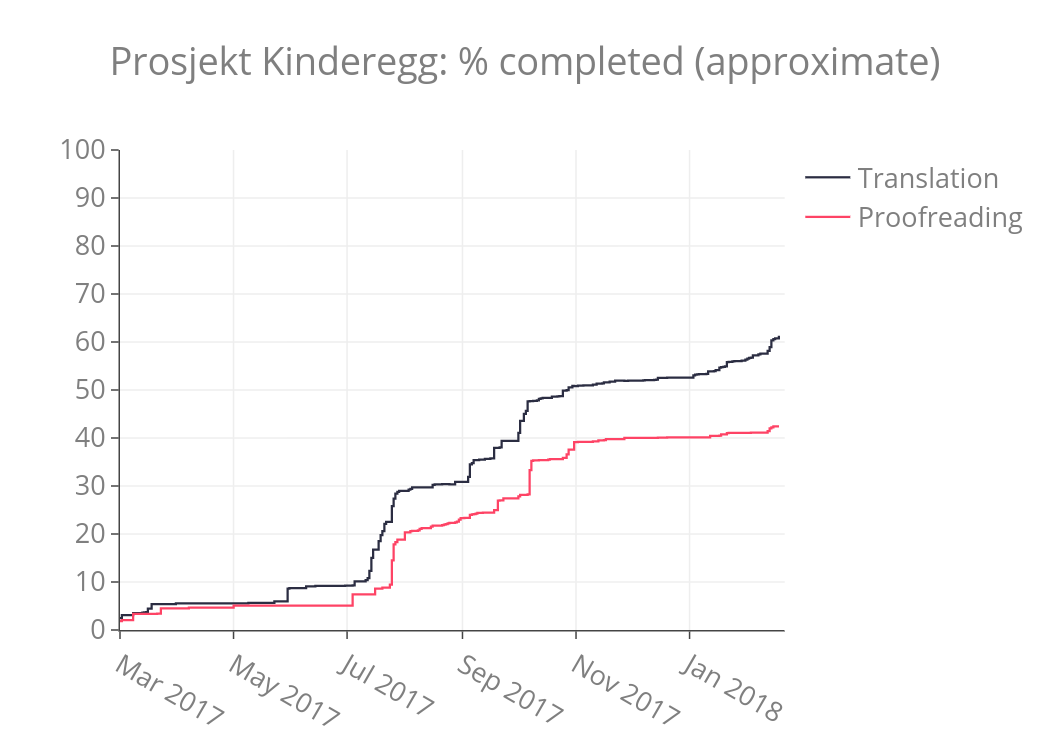 Prosjekt Kinderegg: % completed (approximate)
100
90
80
70
60
50
40
30
20
10
0
Translation
Proofreading
Mar 2017
May 2017
Jul 2017
Sep 2017
Nov 2017
Jan 2018